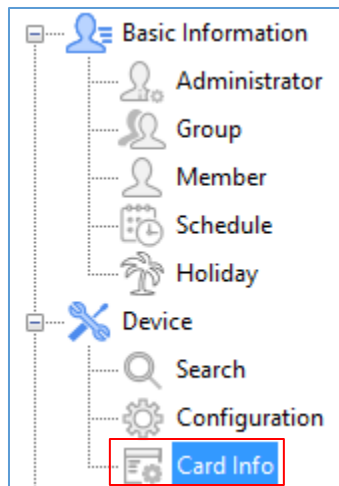 Basic Information
Administrator
Group
Member
Schedule
Holiday
Device
Search
Configuration
Card Info